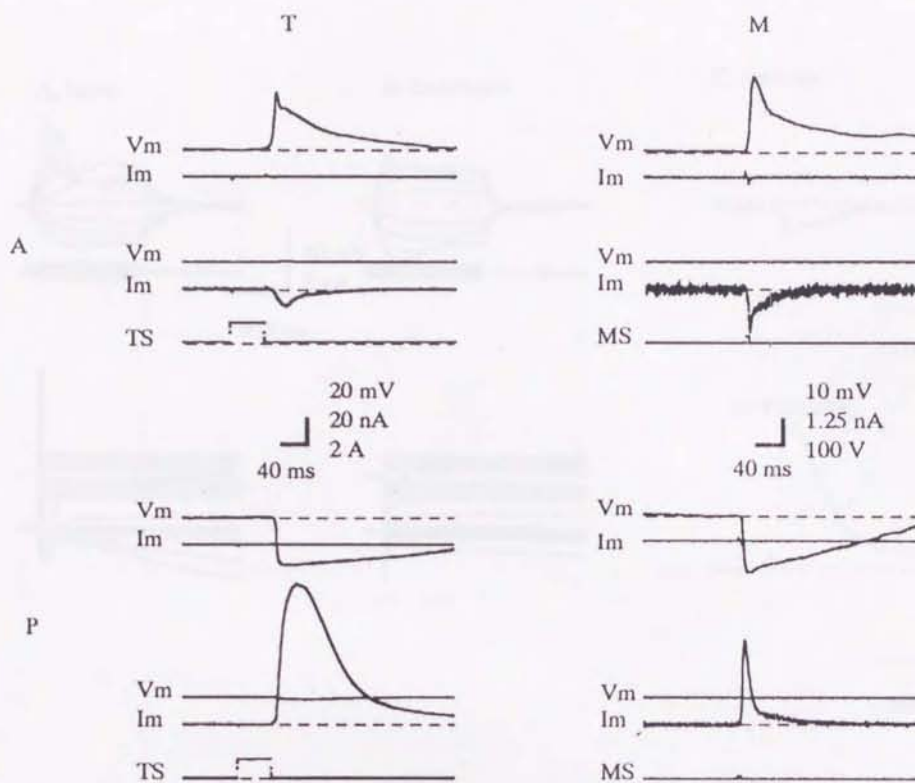 T M
Vm
Im
Vm
Im
A
Vm
Im
TS
Vm
Im
MS
20 mV
20 nA
2 A
40 ms
10 mV
1.25 nA
100 V
40 ms
Vm
Im
Vm
Im
P
Vm
Im
TS
Vm
Im
MS